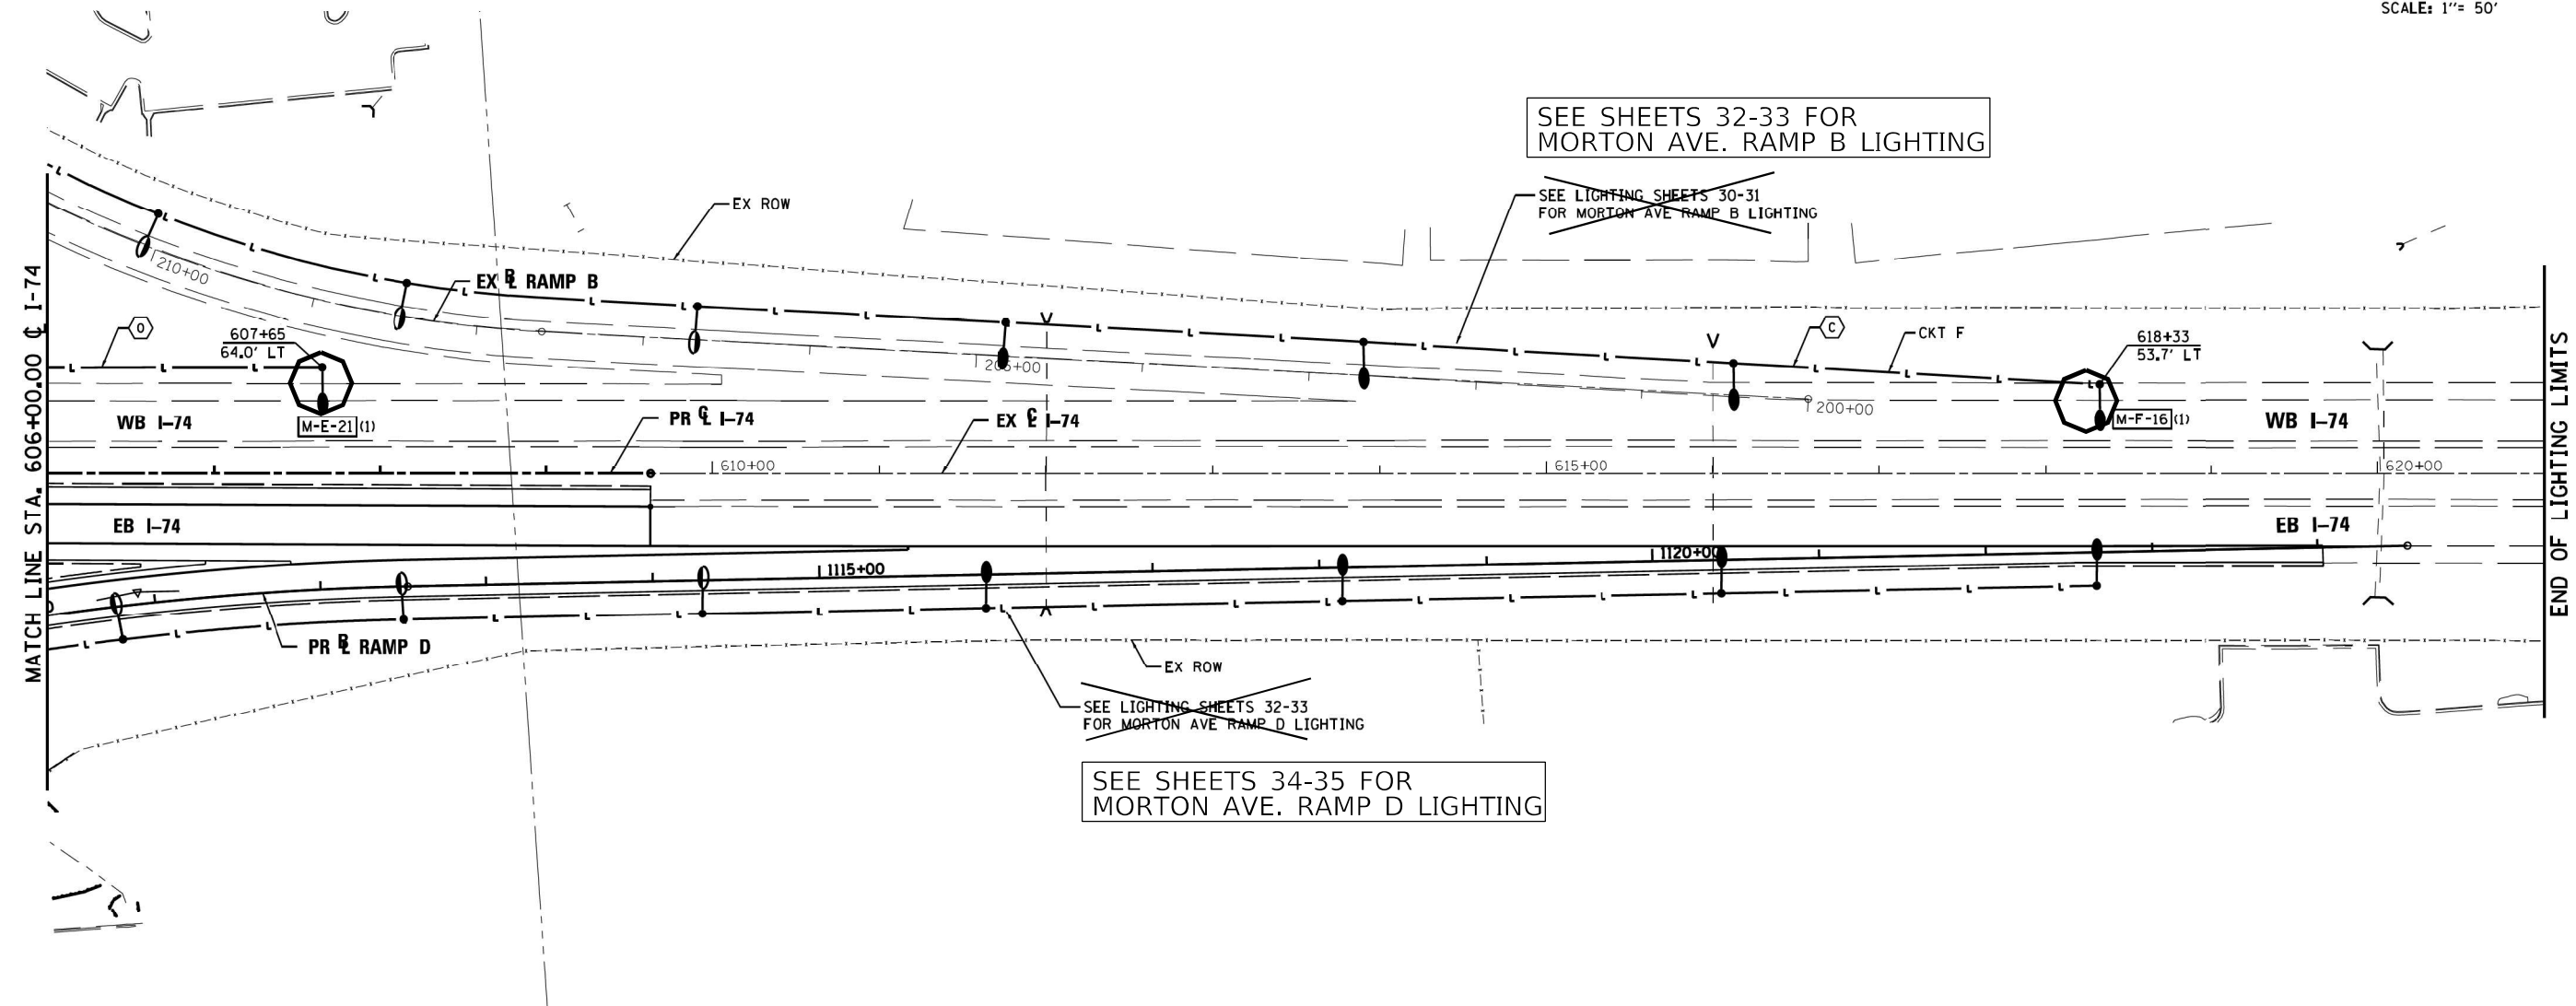 SCALE: 1"= 50'
SEE SHEETS 32-33 FOR
MORTON AVE. RAMP B LIGHTING
SEE LIGHTING SHEETS 30-31
FOR MORTON AVE RAMP B LIGHTING
EX ROW
210+00
EX BL RAMP B
MATCH LINE STA. 606+00.00 CL I-74
O
607+65
64.0' LT
205+00
C
CKT F
618+33
53.7' LT
END OF LIGHTING LIMITS
M-E-21 (1)
WB I-74
PR CL I-74
EX CL I-74
200+00
M-F-16 (1)
WB I-74
610+00
615+00
620+00
EB I-74
EB I-74
1115+00
1120+00
PR BL RAMP D
EX ROW
SEE LIGHTING SHEETS 32-33
FOR MORTON AVE RAMP D LIGHTING
SEE SHEETS 34-35 FOR
MORTON AVE. RAMP D LIGHTING